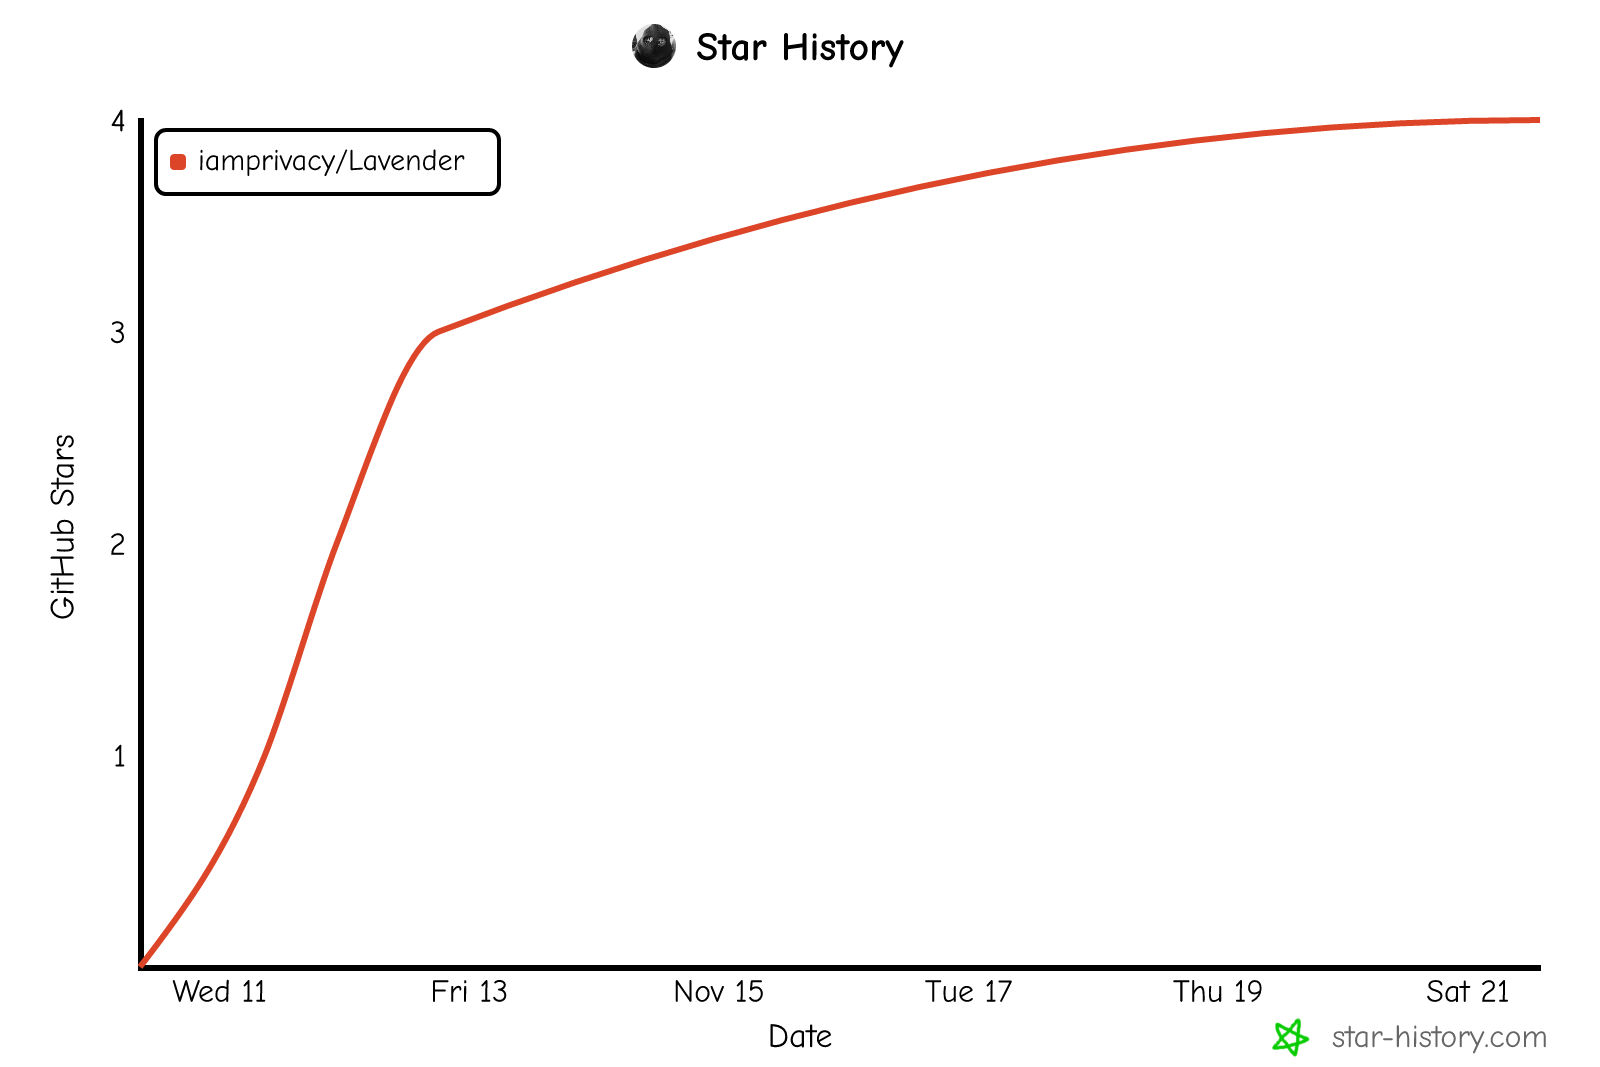 Star History
4
iamprivacy/Lavender
3
GitHub Stars
2
1
Wed 11 Fri 13 Nov 15 Tue 17 Thu 19 Sat 21
Date
star-history.com